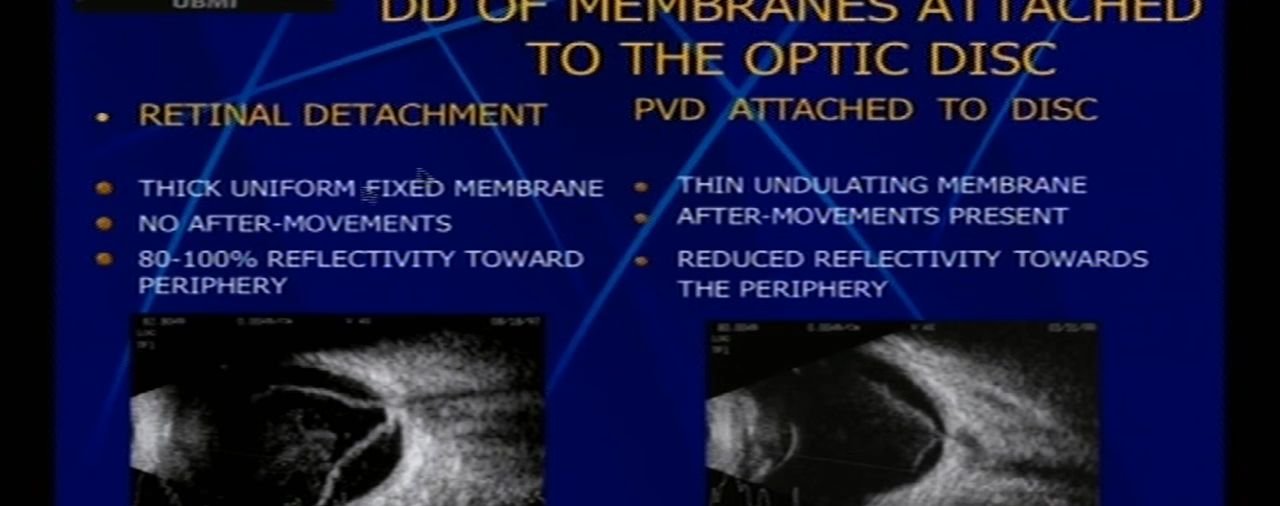 UBMI
DD OF MEMBRANES ATTACHED
TO THE OPTIC DISC
• RETINAL DETACHMENT
THICK UNIFORM FIXED MEMBRANE
NO AFTER-MOVEMENTS
80-100% REFLECTIVITY TOWARD
PERIPHERY
PVD ATTACHED TO DISC
THIN UNDULATING MEMBRANE
AFTER-MOVEMENTS PRESENT
REDUCED REFLECTIVITY TOWARDS
THE PERIPHERY